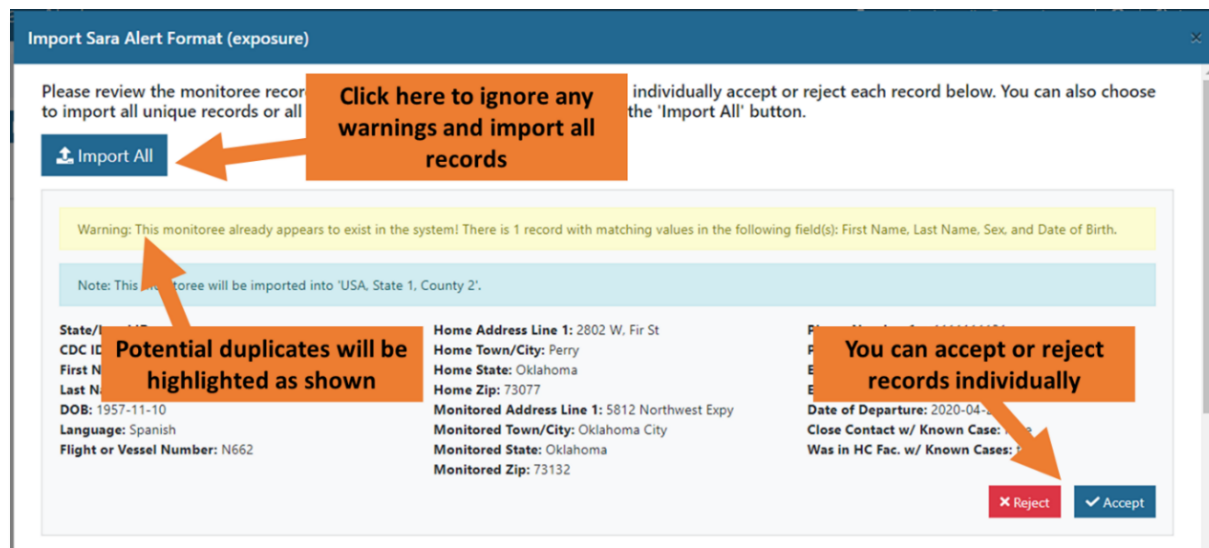 Import Sara Alert Format (exposure)
Please review the monitoree recor
individually accept or reject each record below. You can also choose
to import all unique records or all
the 'Import All' button.
Click here to ignore any
warnings and import all
records
Import All
Warning: This monitoree already appears to exist in the system! There is 1 record with matching values in the following field(s): First Name, Last Name, Sex, and Date of Birth.
Note: This monitoree will be imported into 'USA, State 1, County 2'.
Potential duplicates will be
highlighted as shown
CDC ID
First N
Last Na
DOB: 1957-11-10
Language: Spanish
Flight or Vessel Number: N662
Home Address Line 1: 2802 W. Fir St
Home Town/City: Perry
Home State: Oklahoma
Home Zip: 73077
Monitored Address Line 1: 5812 Northwest Expy
Monitored Town/City: Oklahoma City
Monitored State: Oklahoma
Monitored Zip: 73132
You can accept or reject
records individually
Date of Departure: 2020-04-
Close Contact w/ Known Case:
Was in HC Fac. w/ Known Cases:
Reject
Accept